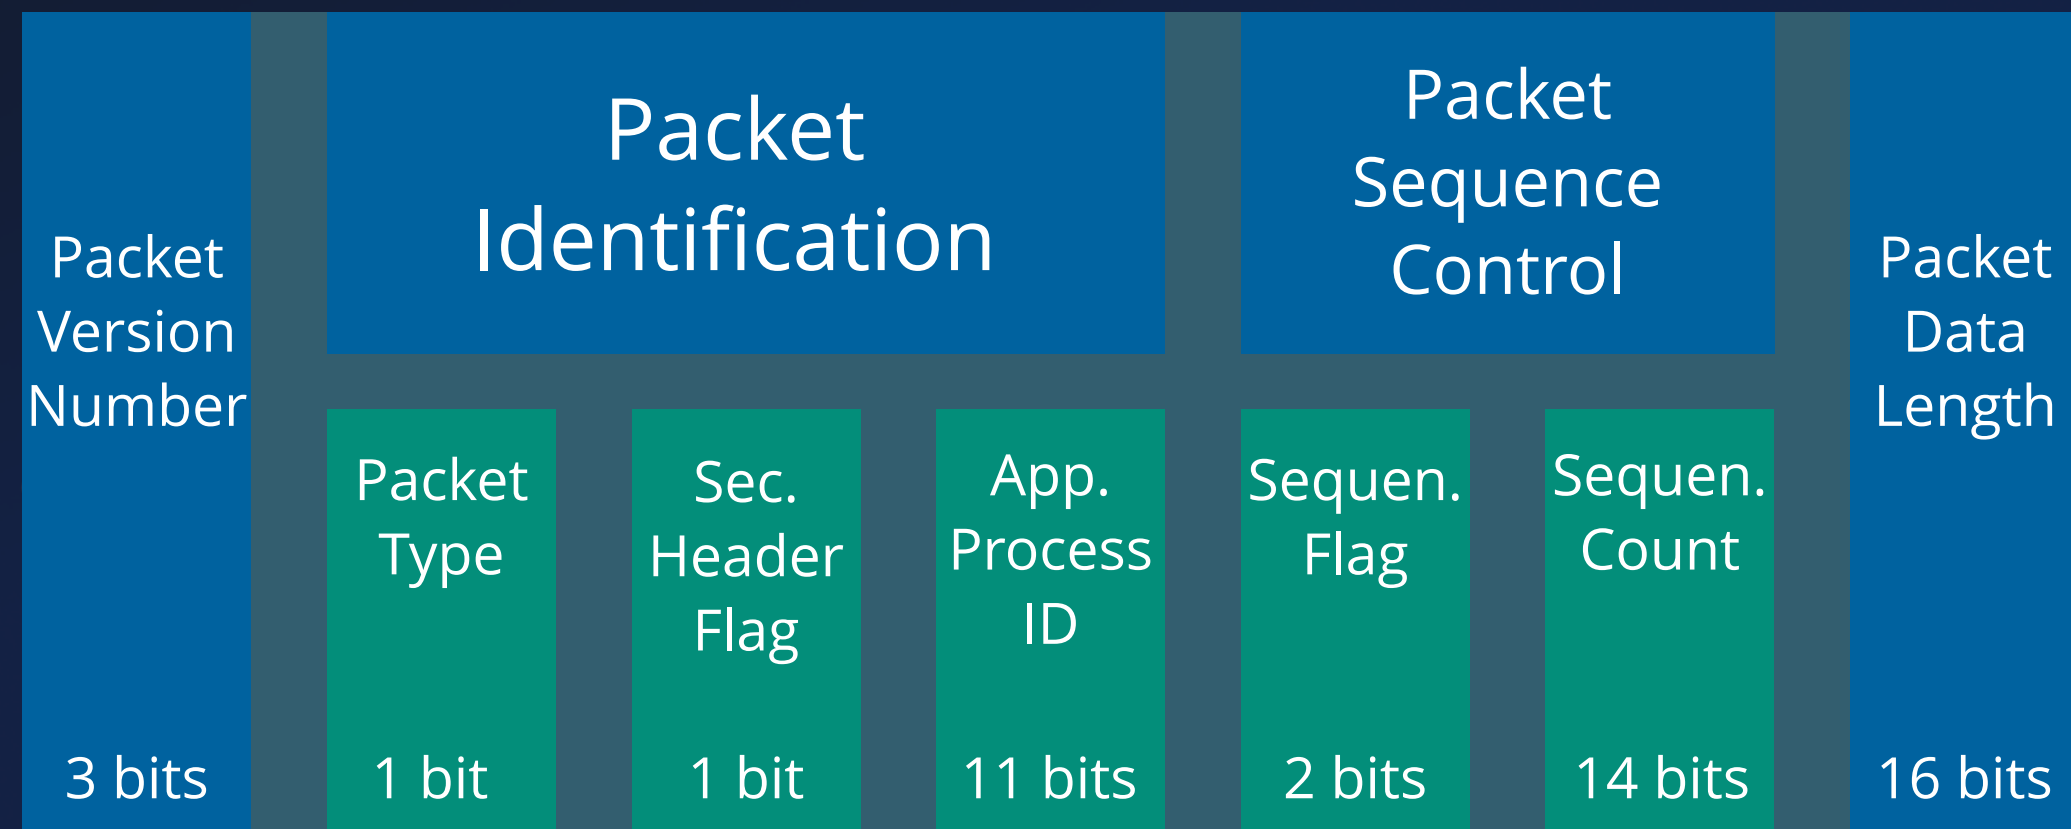 Packet
Version
Number
3 bits
Packet
Identification
Packet
Type
1 bit
Sec.
Header
Flag
1 bit
App.
Process
ID
11 bits
Packet
Sequence
Control
Sequen.
Flag
2 bits
Sequen.
Count
14 bits
Packet
Data
Length
16 bits